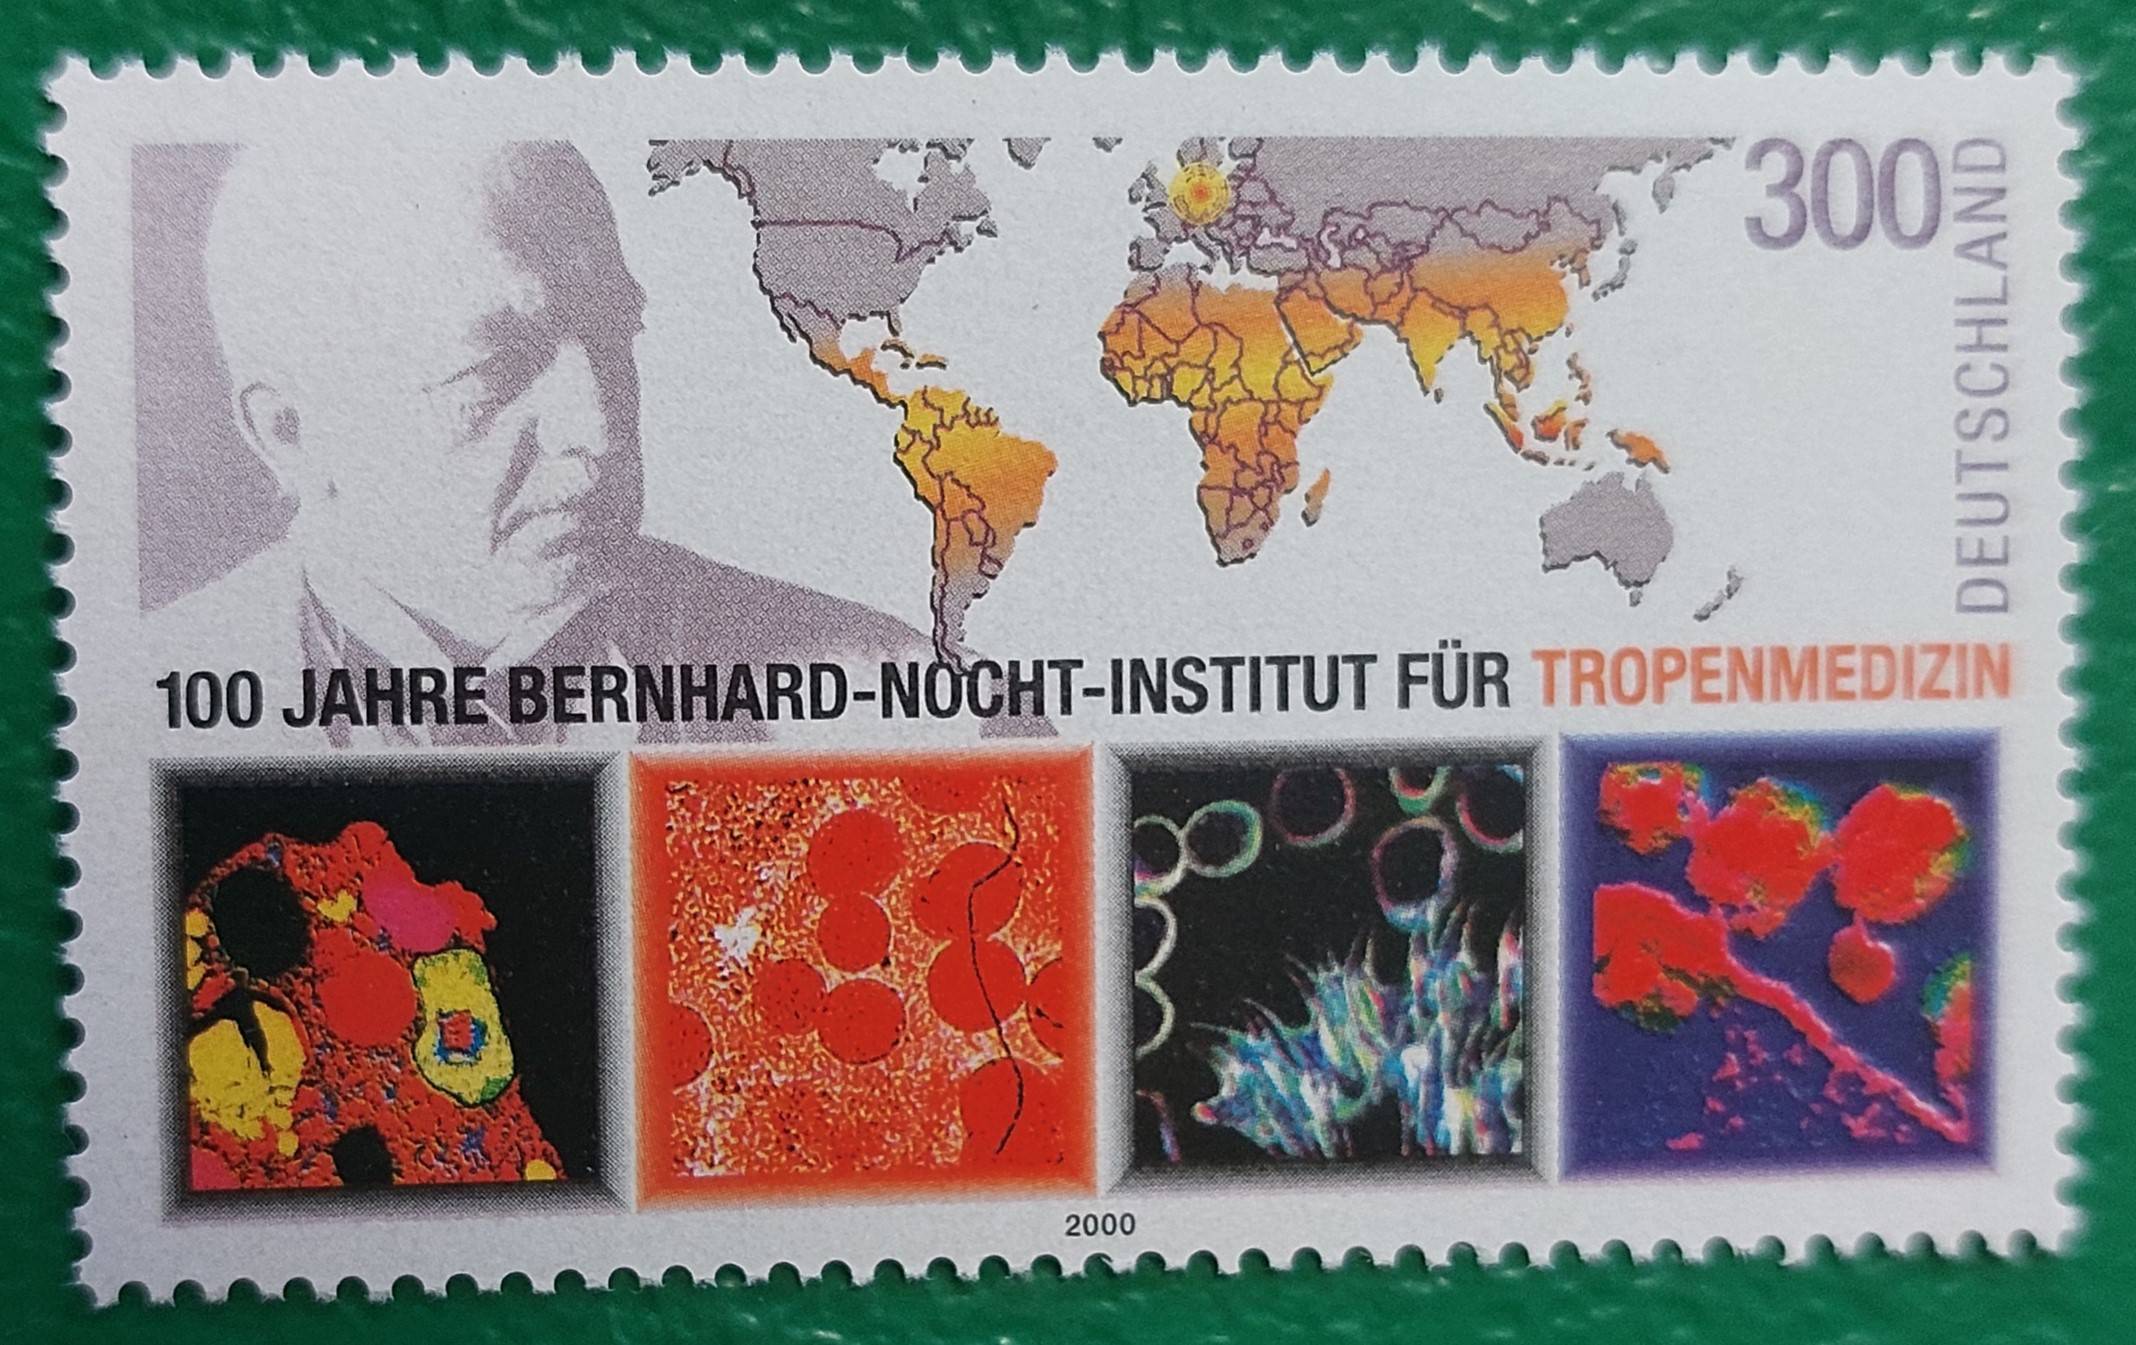 300
DEUTSCHLAND
100 JAHRE BERNHARD-NOCHT-INSTITUT FÜR TROPENMEDIZIN
2000